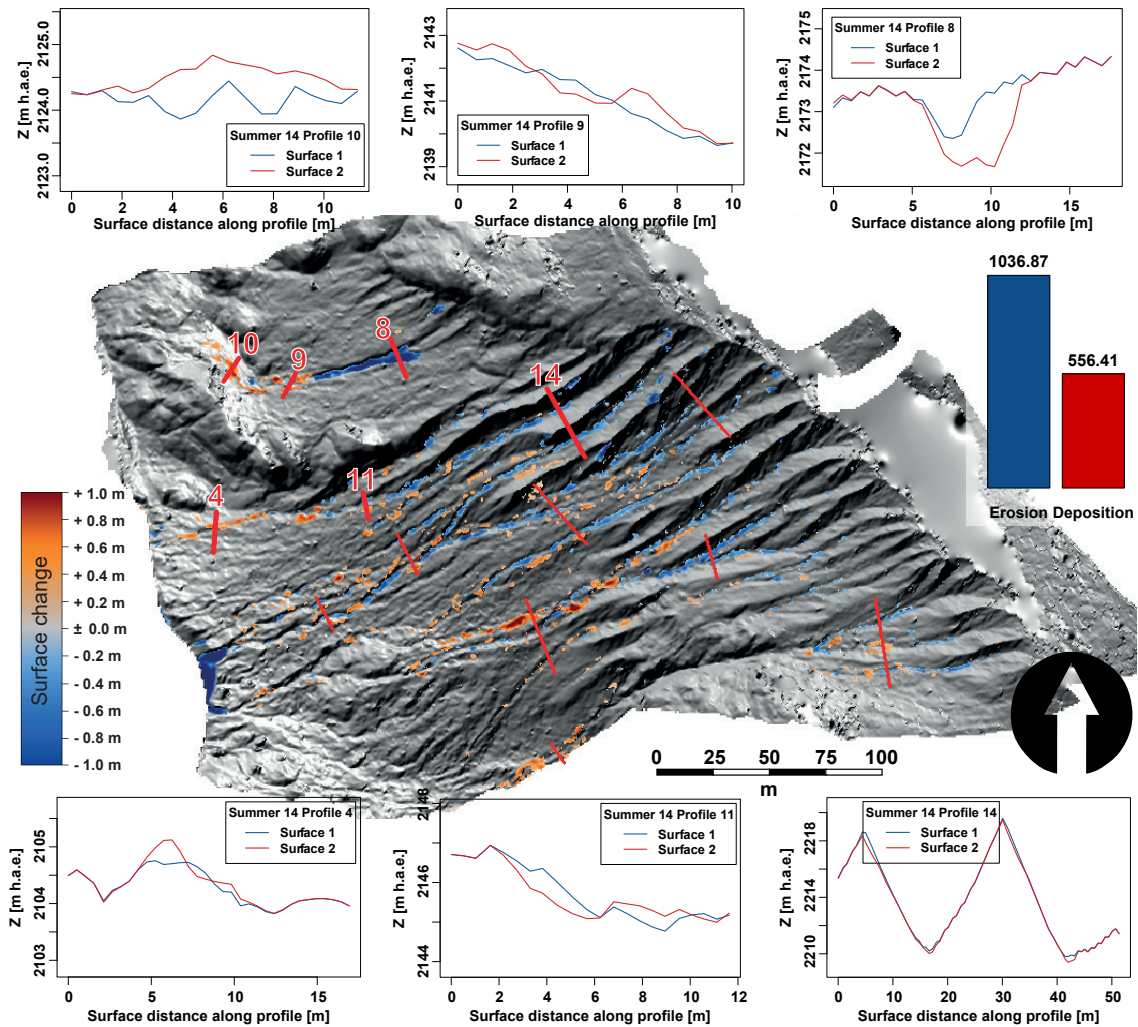 Z [m h.a.e.]
2125.0
2124.0
2123.0
Summer 14 Profile 10
Surface 1
Surface 2
0 2 4 6 8 10
Surface distance along profile [m]
Z [m h.a.e.]
2143
2141
2139
Summer 14 Profile 9
Surface 1
Surface 2
0 2 4 6 8 10
Surface distance along profile [m]
Z [m h.a.e.]
2175
2174
2173
2172
Summer 14 Profile 8
Surface 1
Surface 2
0 5 10 15
Surface distance along profile [m]
1036.87
556.41
Erosion Deposition
10
9
8
14
11
4
Surface change
+ 1.0 m
+ 0.8 m
+ 0.6 m
+ 0.4 m
+ 0.2 m
± 0.0 m
- 0.2 m
- 0.4 m
- 0.6 m
- 0.8 m
- 1.0 m
0 25 50 75 100
m
Z [m h.a.e.]
2105
2104
2103
Summer 14 Profile 4
Surface 1
Surface 2
0 5 10 15
Surface distance along profile [m]
Z [m h.a.e.]
2148
2146
2144
Summer 14 Profile 11
Surface 1
Surface 2
0 2 4 6 8 10 12
Surface distance along profile [m]
Z [m h.a.e.]
2218
2214
2210
Summer 14 Profile 14
Surface 1
Surface 2
0 10 20 30 40 50
Surface distance along profile [m]